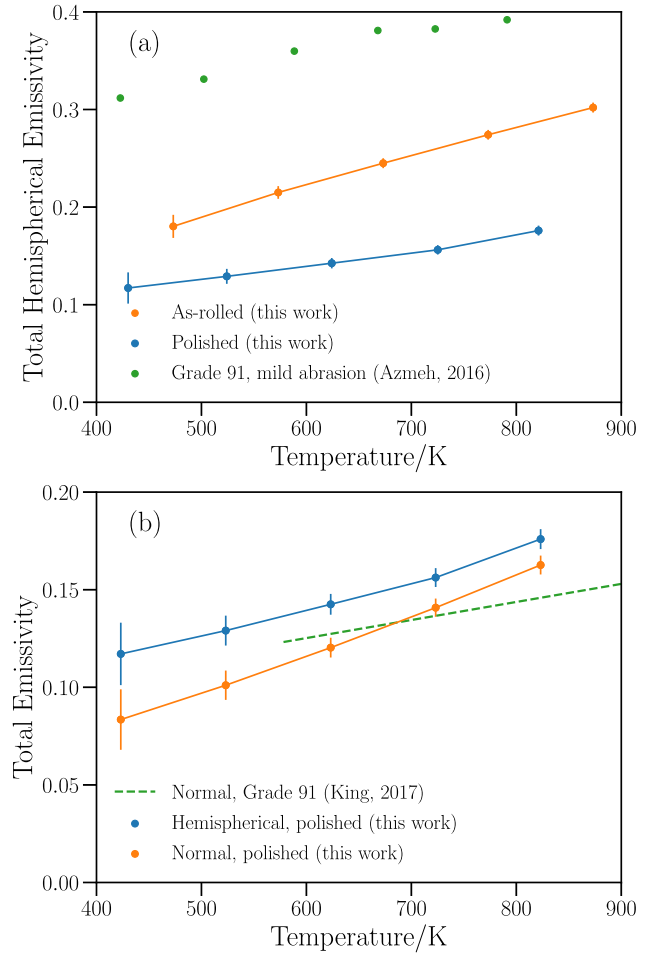 0.4
(a)
0.3
0.2
0.1
0.0
Total Hemispherical Emissivity
As-rolled (this work)
Polished (this work)
Grade 91, mild abrasion (Azmeh, 2016)
400 500 600 700 800 900
Temperature/K
0.20
(b)
0.15
0.10
0.05
0.00
Total Emissivity
Normal, Grade 91 (King, 2017)
Hemispherical, polished (this work)
Normal, polished (this work)
400 500 600 700 800 900
Temperature/K